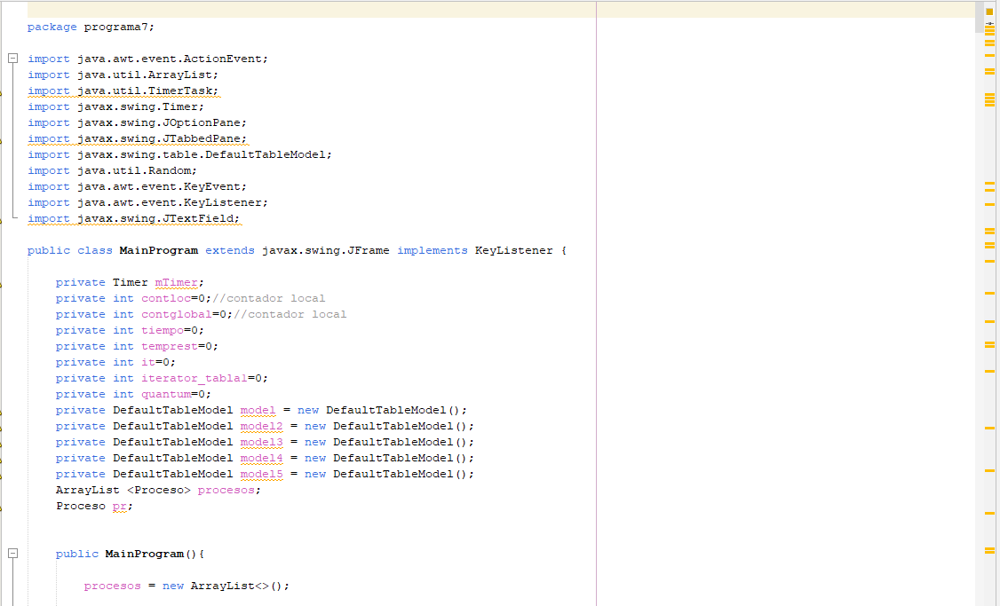 package programa7;
import java.awt.event.ActionEvent;
import java.util.ArrayList;
import java.util.TimerTask;
import javax.swing.Timer;
import javax.swing.JOptionPane;
import javax.swing.JTabbedPane;
import javax.swing.table.DefaultTableModel;
import java.util.Random;
import java.awt.event.KeyEvent;
import java.awt.event.KeyListener;
import javax.swing.JTextField;
public class MainProgram extends javax.swing.JFrame implements KeyListener {
private Timer mTimer;
private int contloc=0;//contador local
private int contglobal=0;//contador local
private int tiempo=0;
private int temprest=0;
private int it=0;
private int iterator_tabla1=0;
private int quantum=0;
private DefaultTableModel model = new DefaultTableModel();
private DefaultTableModel model2 = new DefaultTableModel();
private DefaultTableModel model3 = new DefaultTableModel();
private DefaultTableModel model4 = new DefaultTableModel();
private DefaultTableModel model5 = new DefaultTableModel();
ArrayList <Proceso> procesos;
Proceso pr;
public MainProgram(){
procesos = new ArrayList<>();